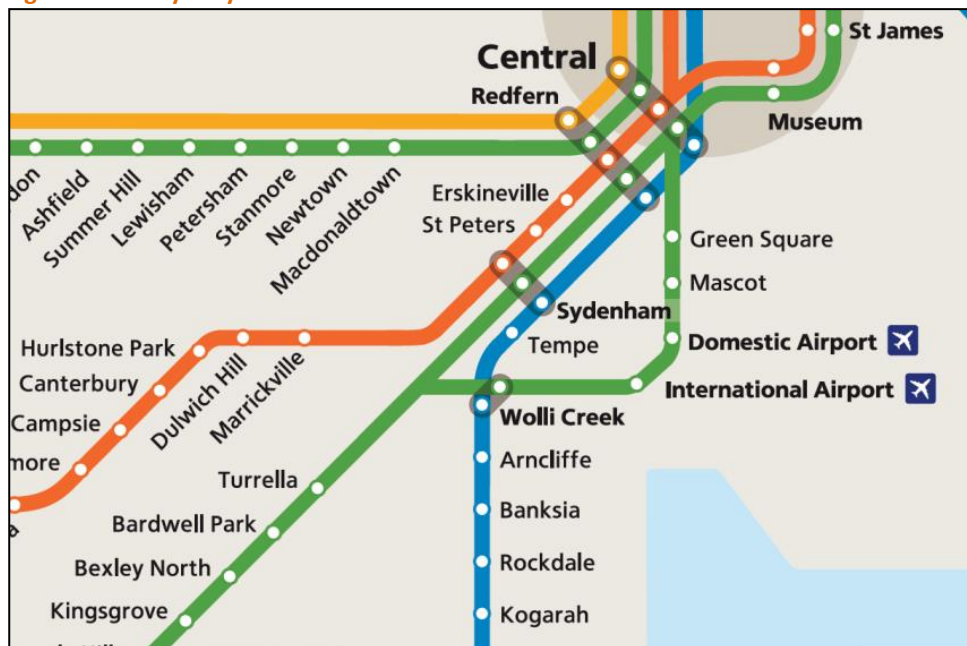 St James
Central
Redfern
Museum
Ashfield
Summer Hill
Lewisham
Petersham
Stanmore
Newtown
Macdonaldtown
Erskineville
St Peters
Green Square
Mascot
Sydenham
Tempe
Domestic Airport
International Airport
Hurlstone Park
Canterbury
Campsie
Dulwich Hill
Marrickville
Wolli Creek
Turrella
Arncliffe
Bardwell Park
Banksia
Bexley North
Rockdale
Kingsgrove
Kogarah